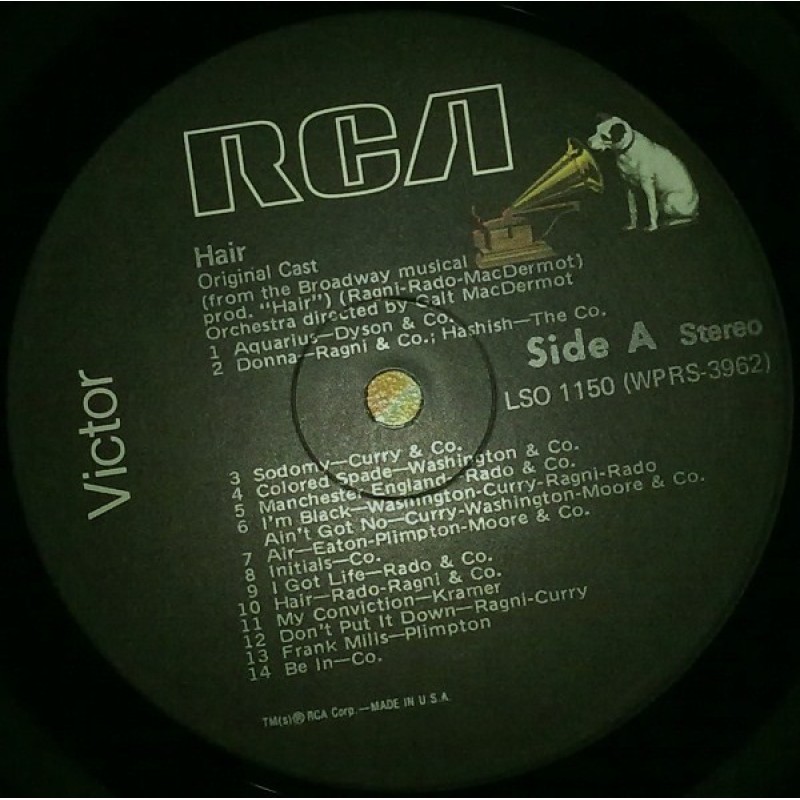 RCA
Victor
Hair
Original Cast
(from the Broadway musical
prod. "Hair") (Ragni-Rado-MacDermot)
Orchestra directed by Galt MacDermot
1 Aquarius—Dyson & Co.
2 Donna—Ragni & Co.; Hashish—The Co.
Side A Stereo
LSO 1150 (WPRS-3962)
3 Sodomy—Curry & Co.
4 Colored Spade—Washington & Co.
5 Manchester England—Rado & Co.
6 I'm Black—Washington-Curry-Ragni-Rado
Ain't Got No—Curry-Washington-Moore & Co.
7 Air—Eaton-Plimpton-Moore & Co.
8 Initials—Co.
9 I Got Life—Rado & Co.
10 Hair—Rado-Ragni & Co.
11 My Conviction—Kramer
12 Don't Put It Down—Ragni-Curry
13 Frank Mills—Plimpton
14 Be In—Co.
TM(s)®RCA Corp.—MADE IN U.S.A.